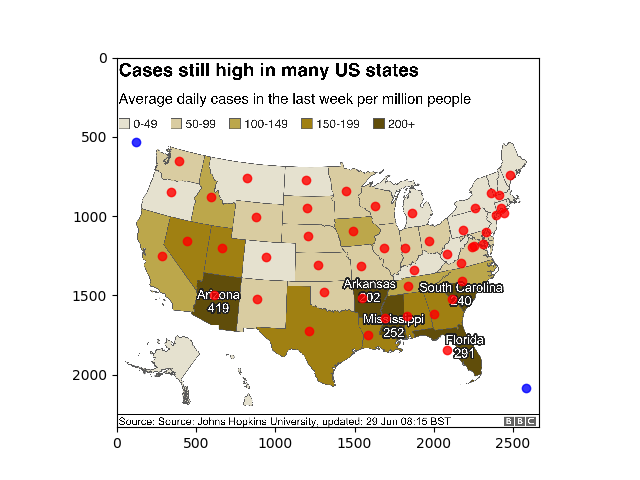 Cases still high in many US states
Average daily cases in the last week per million people
0-49 50-99 100-149 150-199 200+
0
500
1000
1500
2000
Arkansas
202
South Carolina
240
Arizona
419
Mississippi
252
Florida
291
Source: Source: Johns Hopkins University, updated: 29 Jun 08:15 BST
BBC
0 500 1000 1500 2000 2500